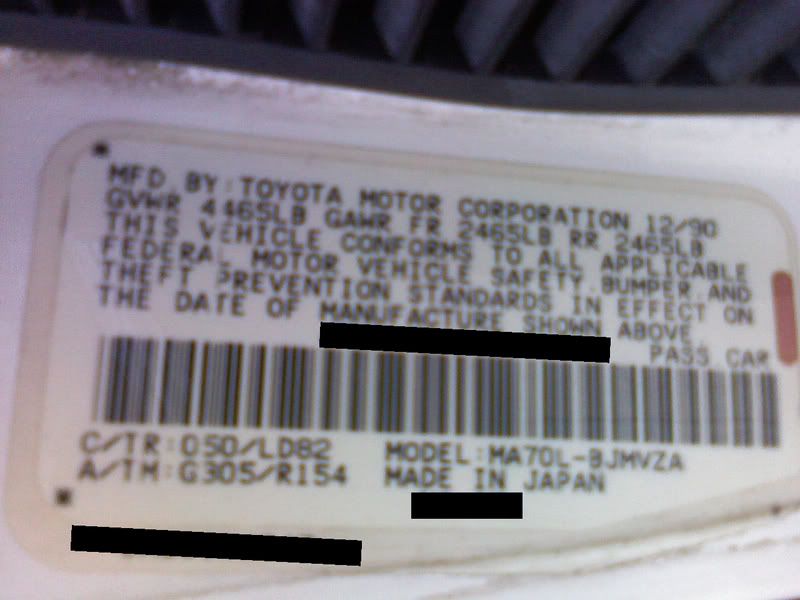 MFD BY: TOYOTA MOTOR CORPORATION 12/90
GVWR 4465LB GAWR FR 2465LB RR 2465LB
THIS VEHICLE CONFORMS TO ALL APPLICABLE
FEDERAL MOTOR VEHICLE SAFETY, BUMPER, AND
THEFT PREVENTION STANDARDS IN EFFECT ON
THE DATE OF MANUFACTURE SHOWN ABOVE.
PASS CAR
C/TR: 050/LD82 MODEL: MA70L-BJMVZA
A/TM: G305/R154 MADE IN JAPAN